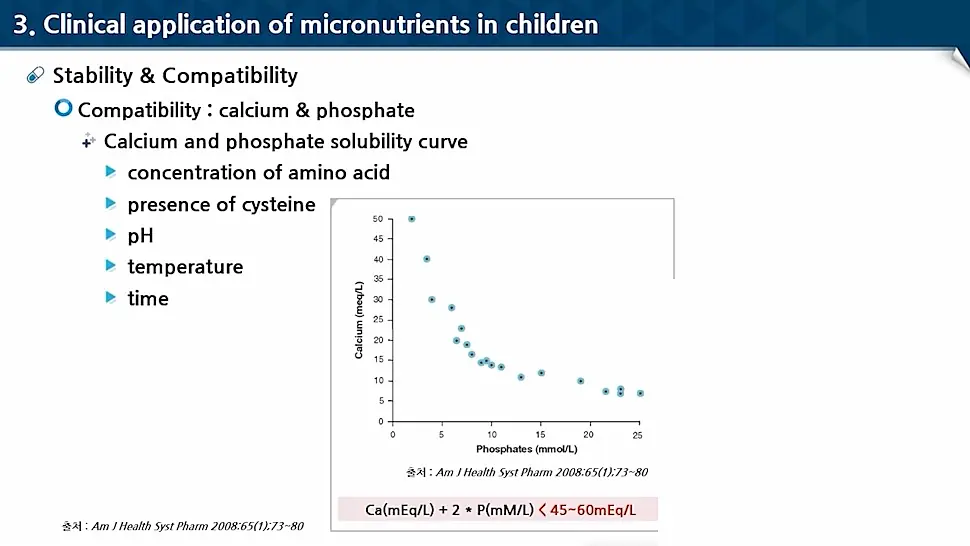 3. Clinical application of micronutrients in children
Stability & Compatibility
Compatibility : calcium & phosphate
Calcium and phosphate solubility curve
concentration of amino acid
presence of cysteine
pH
temperature
time
Calcium (meq/L)
50
45
40
35
30
25
20
15
10
5
0
0 5 10 15 20 25
Phosphates (mmol/L)
출처 : Am J Health Syst Pharm 2008;65(1);73~80
Ca(mEq/L) + 2 * P(mM/L) < 45~60mEq/L
출처 : Am J Health Syst Pharm 2008;65(1);73~80